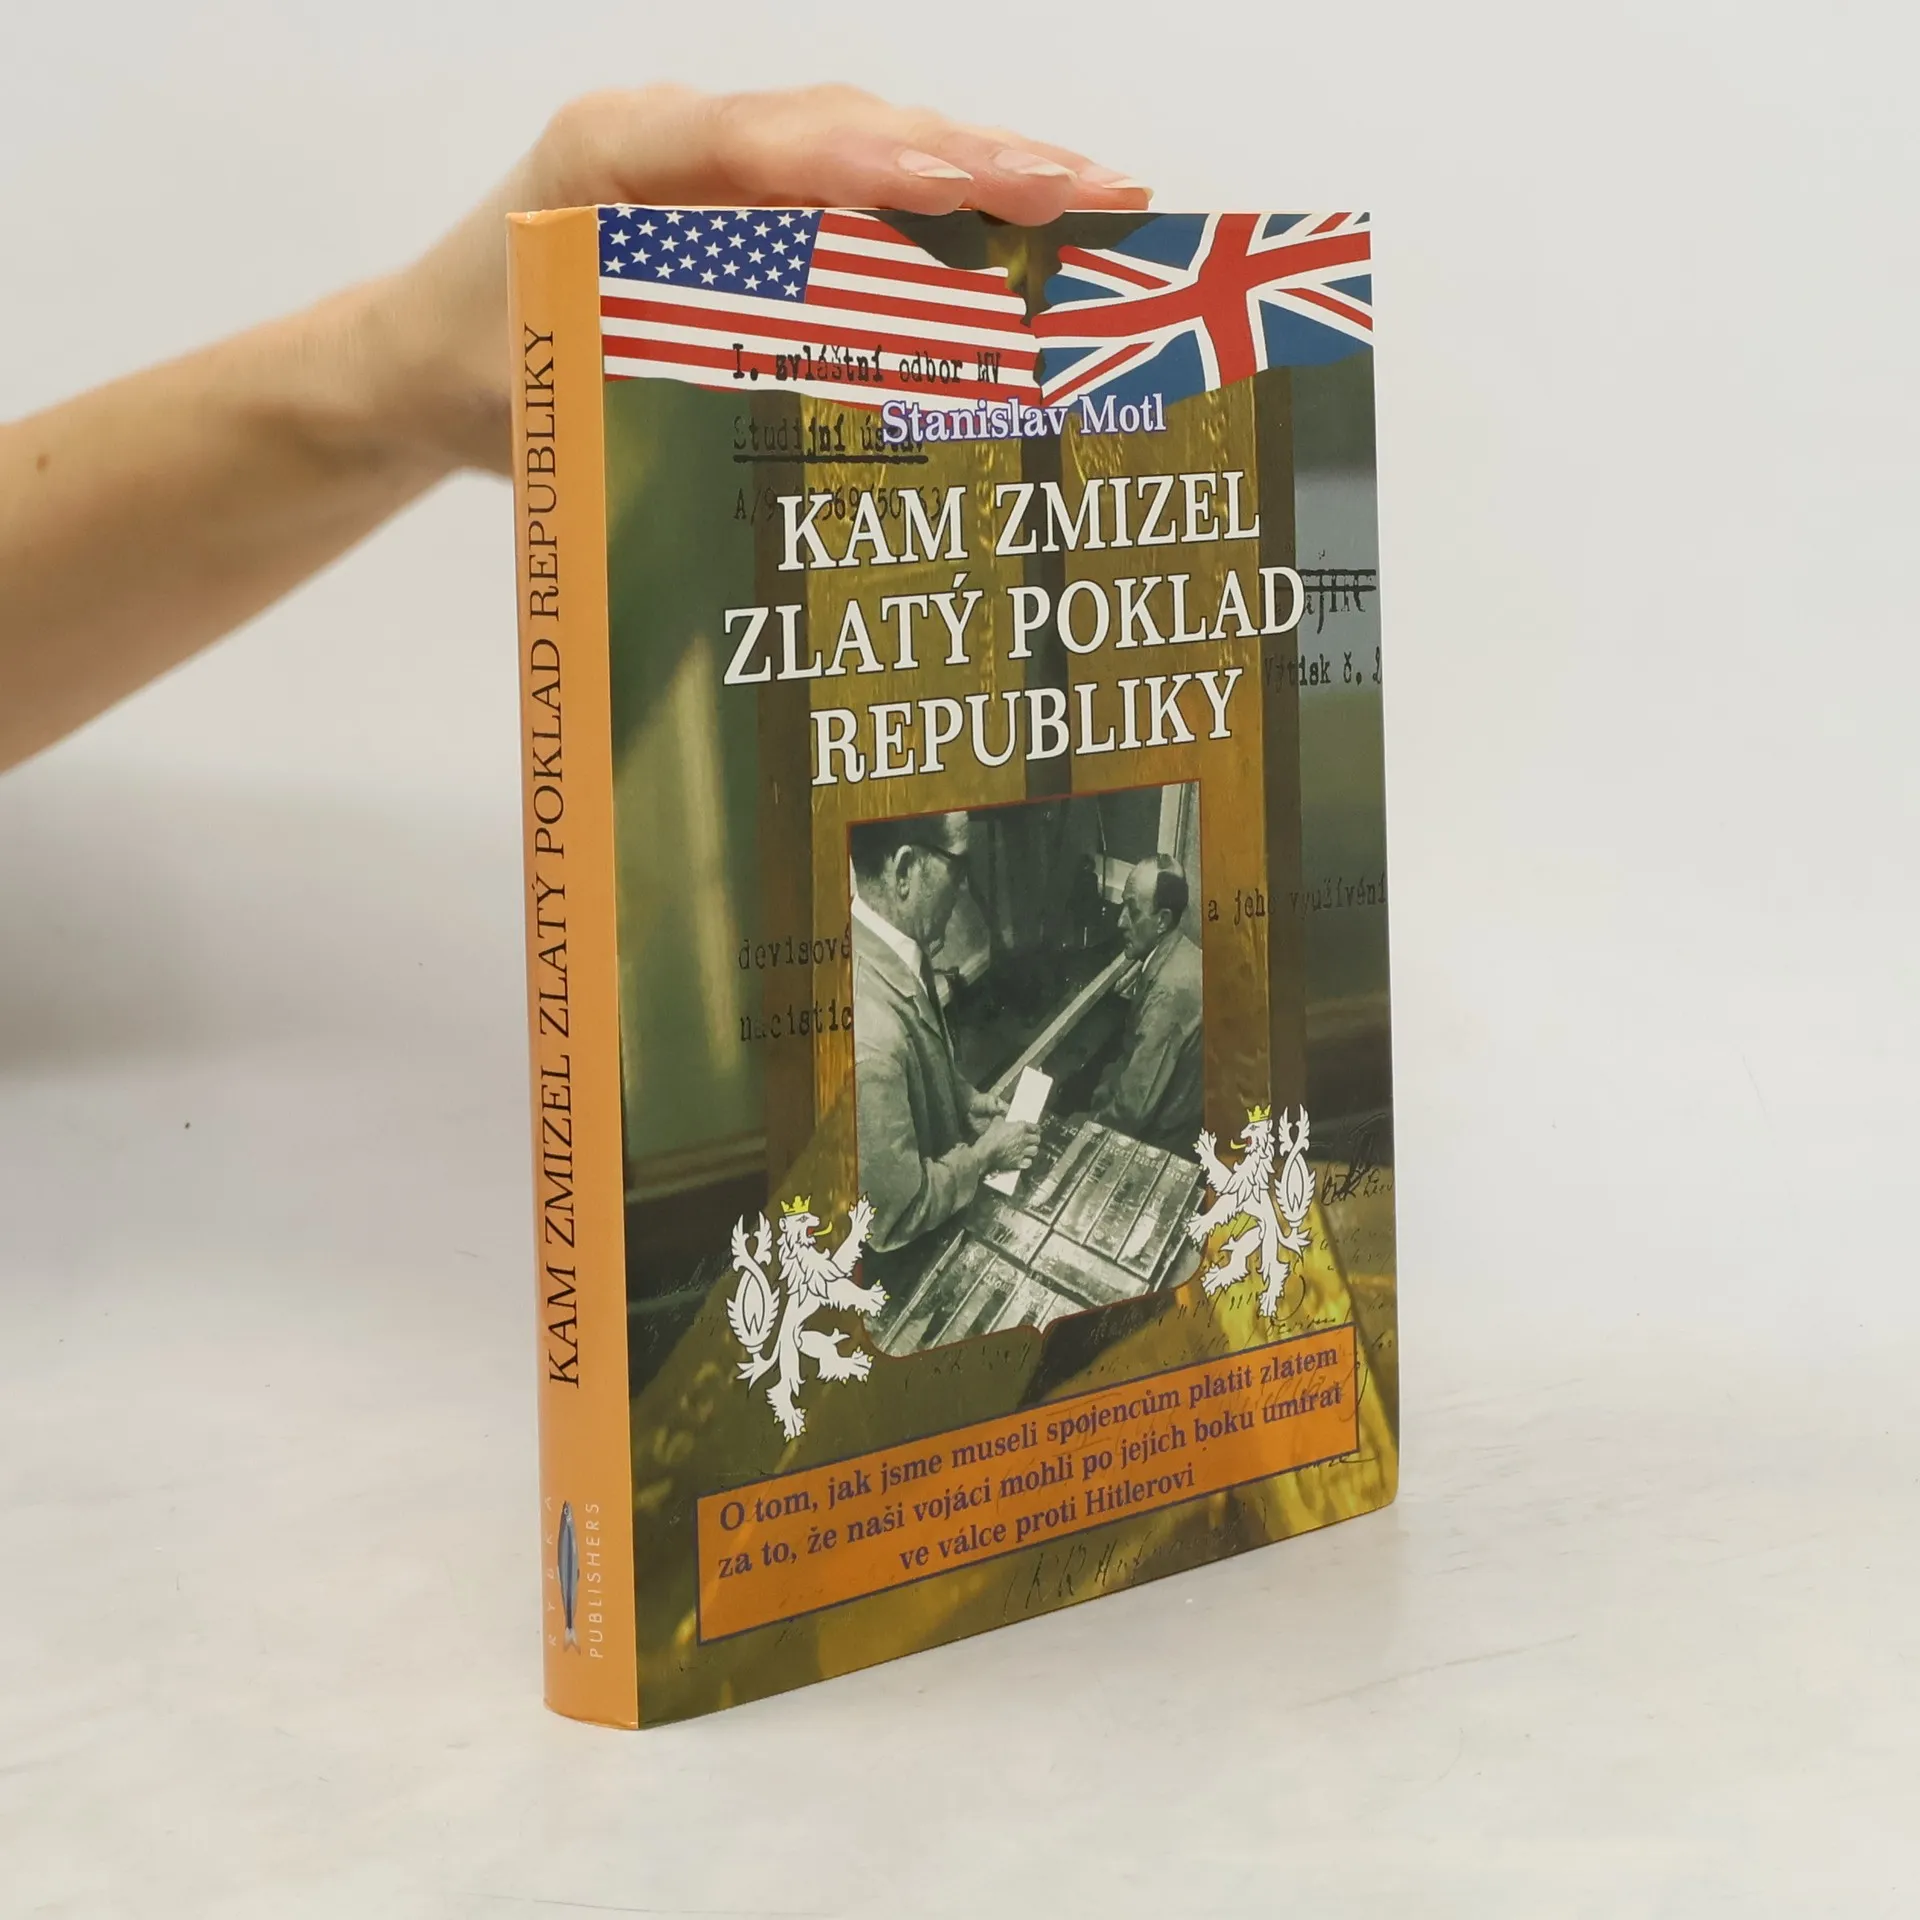 KAM ZMIZEL ZLATÝ POKLAD REPUBLIKY
RYBKA
PUBLISHERS
I. zvláštní odbor MV
Stanislav Motl
Studijní
KAM ZMIZEL
ZLATÝ POKLAD
REPUBLIKY
Výtisk č. 2
a jeho využívání
devisové
nacistic
O tom, jak jsme museli spojencům platit zlatem
za to, že naši vojáci mohli po jejich boku umírat
ve válce proti Hitlerovi